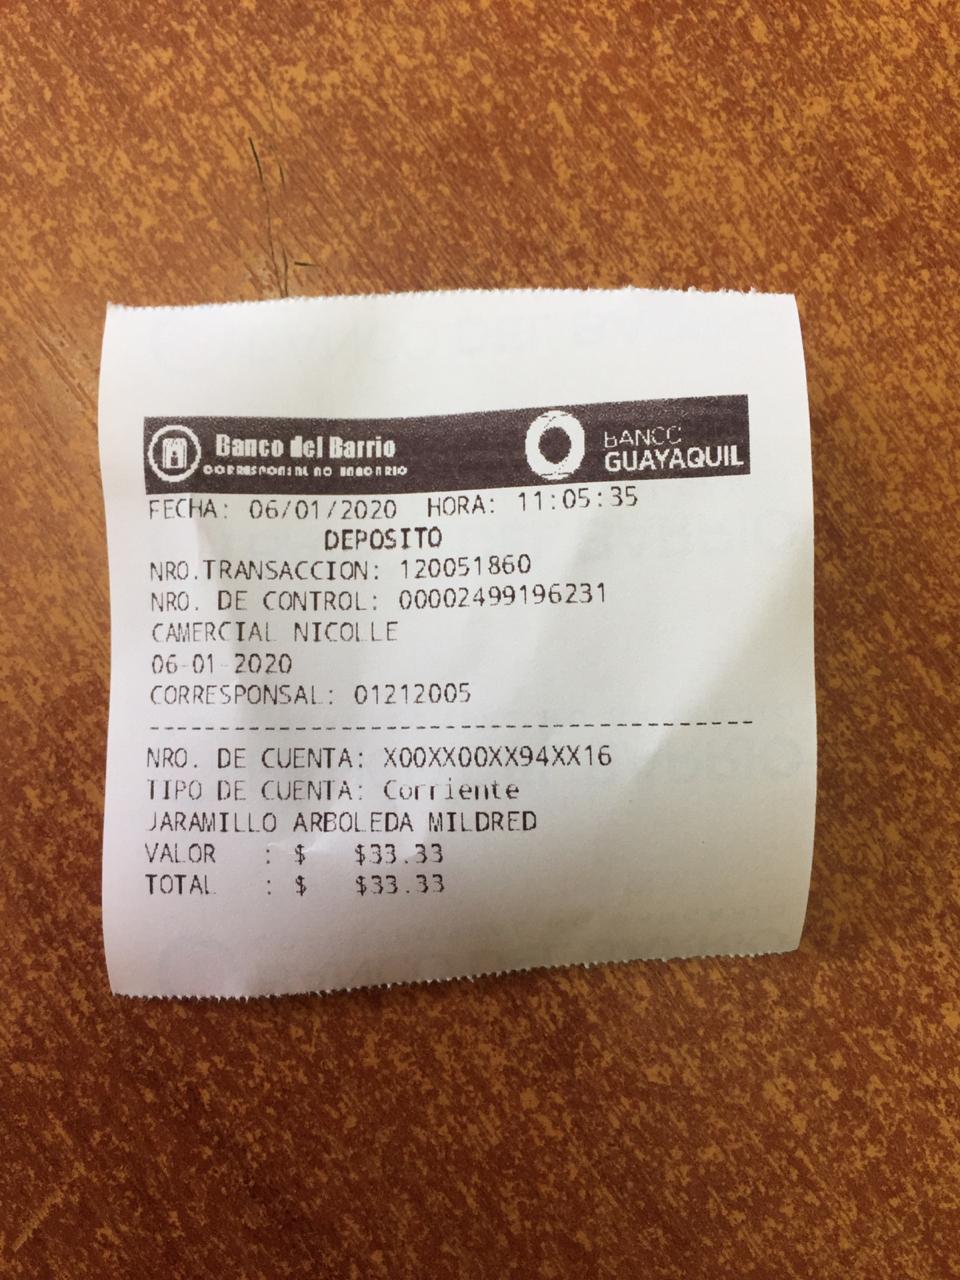 Banco del Barrio
CORRESPONSAL NO BANCARIO
BANCO
GUAYAQUIL
FECHA: 06/01/2020 HORA: 11:05:35
DEPOSITO
NRO.TRANSACCION: 120051860
NRO. DE CONTROL: 00002499196231
CAMERCIAL NICOLLE
06-01-2020
CORRESPONSAL: 01212005
NRO. DE CUENTA: X00XX00XX94XX16
TIPO DE CUENTA: Corriente
JARAMILLO ARBOLEDA MILDRED
VALOR : $ $33.33
TOTAL : $ $33.33